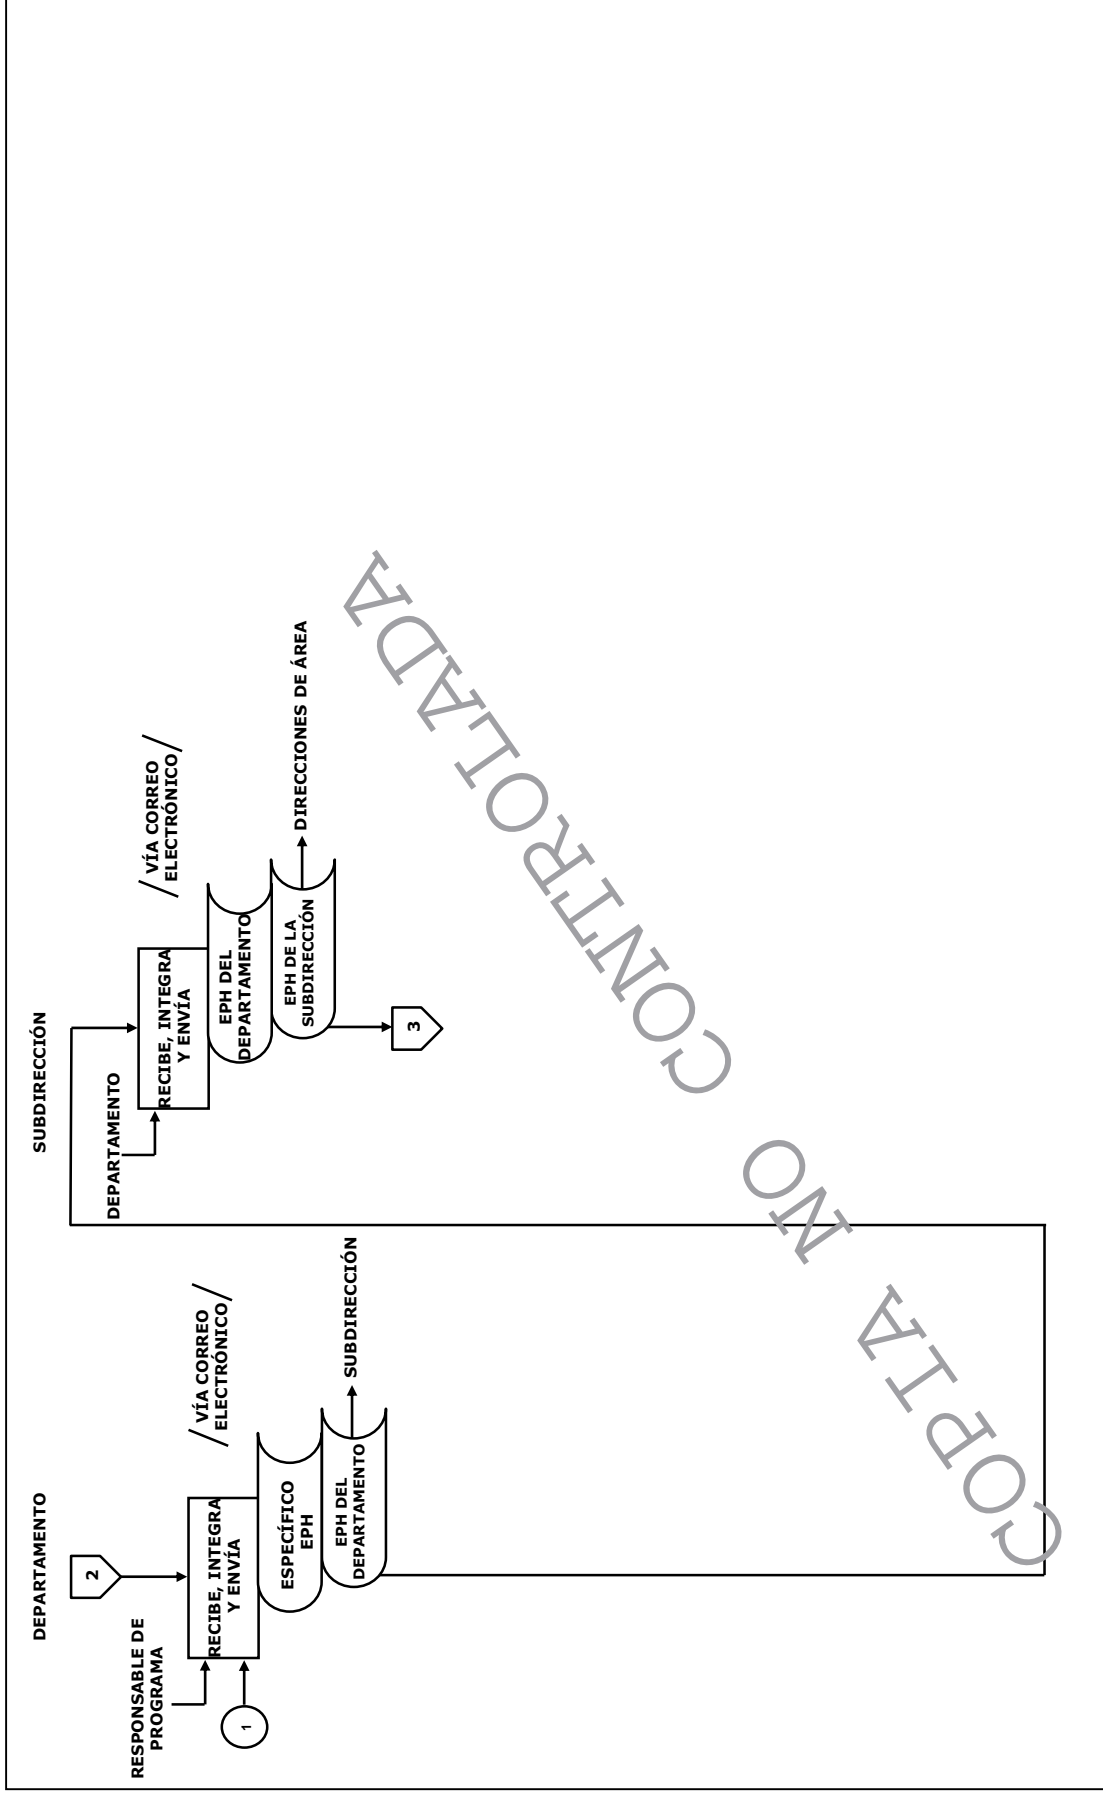 DEPARTAMENTO
2
RESPONSABLE DE
PROGRAMA
1
RECIBE, INTEGRA
Y ENVÍA
VÍA CORREO
ELECTRÓNICO
ESPECÍFICO
EPH
EPH DEL
DEPARTAMENTO
SUBDIRECCIÓN
SUBDIRECCIÓN
DEPARTAMENTO
RECIBE, INTEGRA
Y ENVÍA
VÍA CORREO
ELECTRÓNICO
EPH DEL
DEPARTAMENTO
EPH DE LA
SUBDIRECCIÓN
DIRECCIONES DE ÁREA
3
COPIA NO CONTROLADA